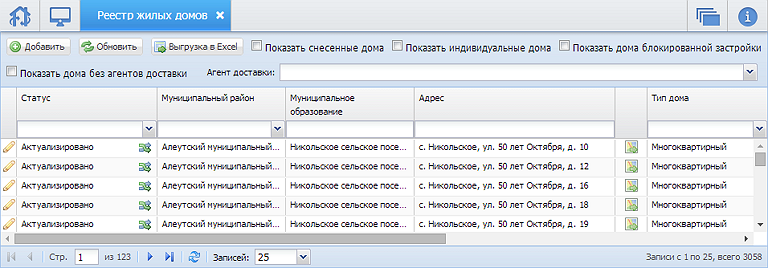 Реестр жилых домов
Добавить Обновить Выгрузка в Excel Показать снесенные дома Показать индивидуальные дома Показать дома блокированной застройки
Показать дома без агентов доставки Агент доставки:
Статус Муниципальный район Муниципальное образование Адрес Тип дома
Актуализировано Алеутский муниципальный... Никольское сельское посе... с. Никольское, ул. 50 лет Октября, д. 10 Многоквартирный
Актуализировано Алеутский муниципальный... Никольское сельское посе... с. Никольское, ул. 50 лет Октября, д. 12 Многоквартирный
Актуализировано Алеутский муниципальный... Никольское сельское посе... с. Никольское, ул. 50 лет Октября, д. 16 Многоквартирный
Актуализировано Алеутский муниципальный... Никольское сельское посе... с. Никольское, ул. 50 лет Октября, д. 18 Многоквартирный
Актуализировано Алеутский муниципальный... Никольское сельское посе... с. Никольское, ул. 50 лет Октября, д. 19 Многоквартирный
Стр. 1 из 123 Записей: 25 Записи с 1 по 25, всего 3058